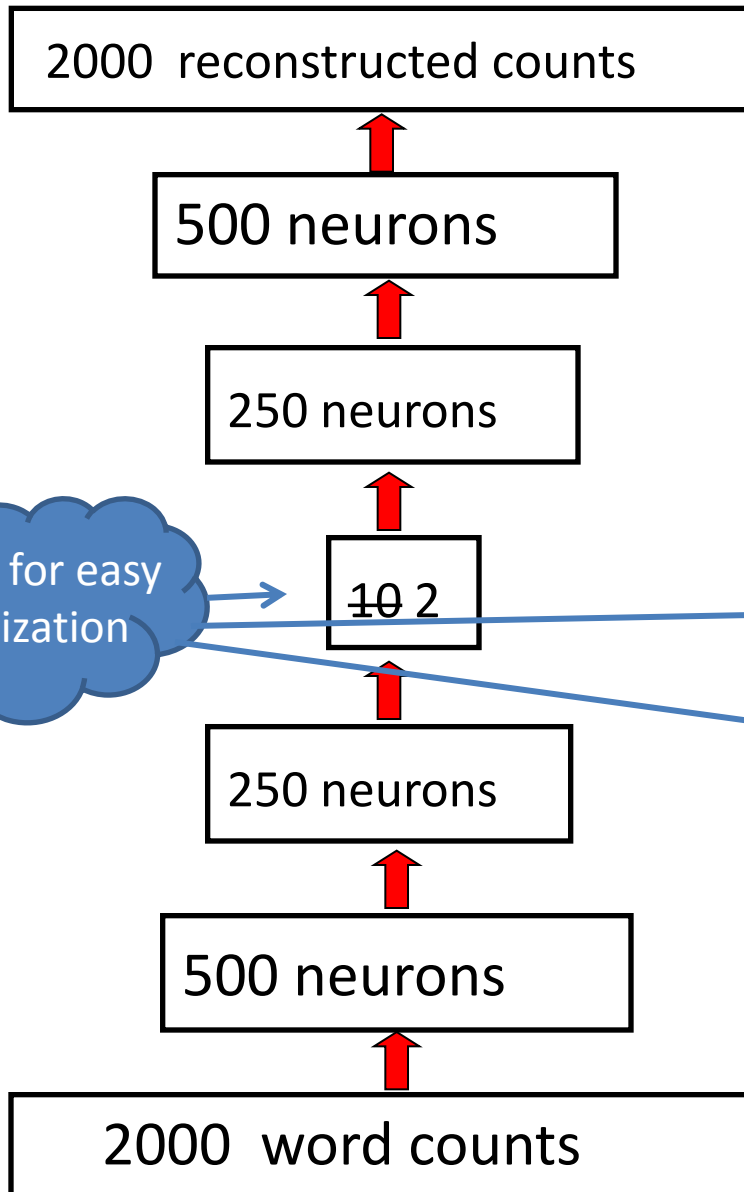 2000 reconstructed counts
500 neurons
250 neurons
for easy
ization
10 2
250 neurons
500 neurons
2000 word counts